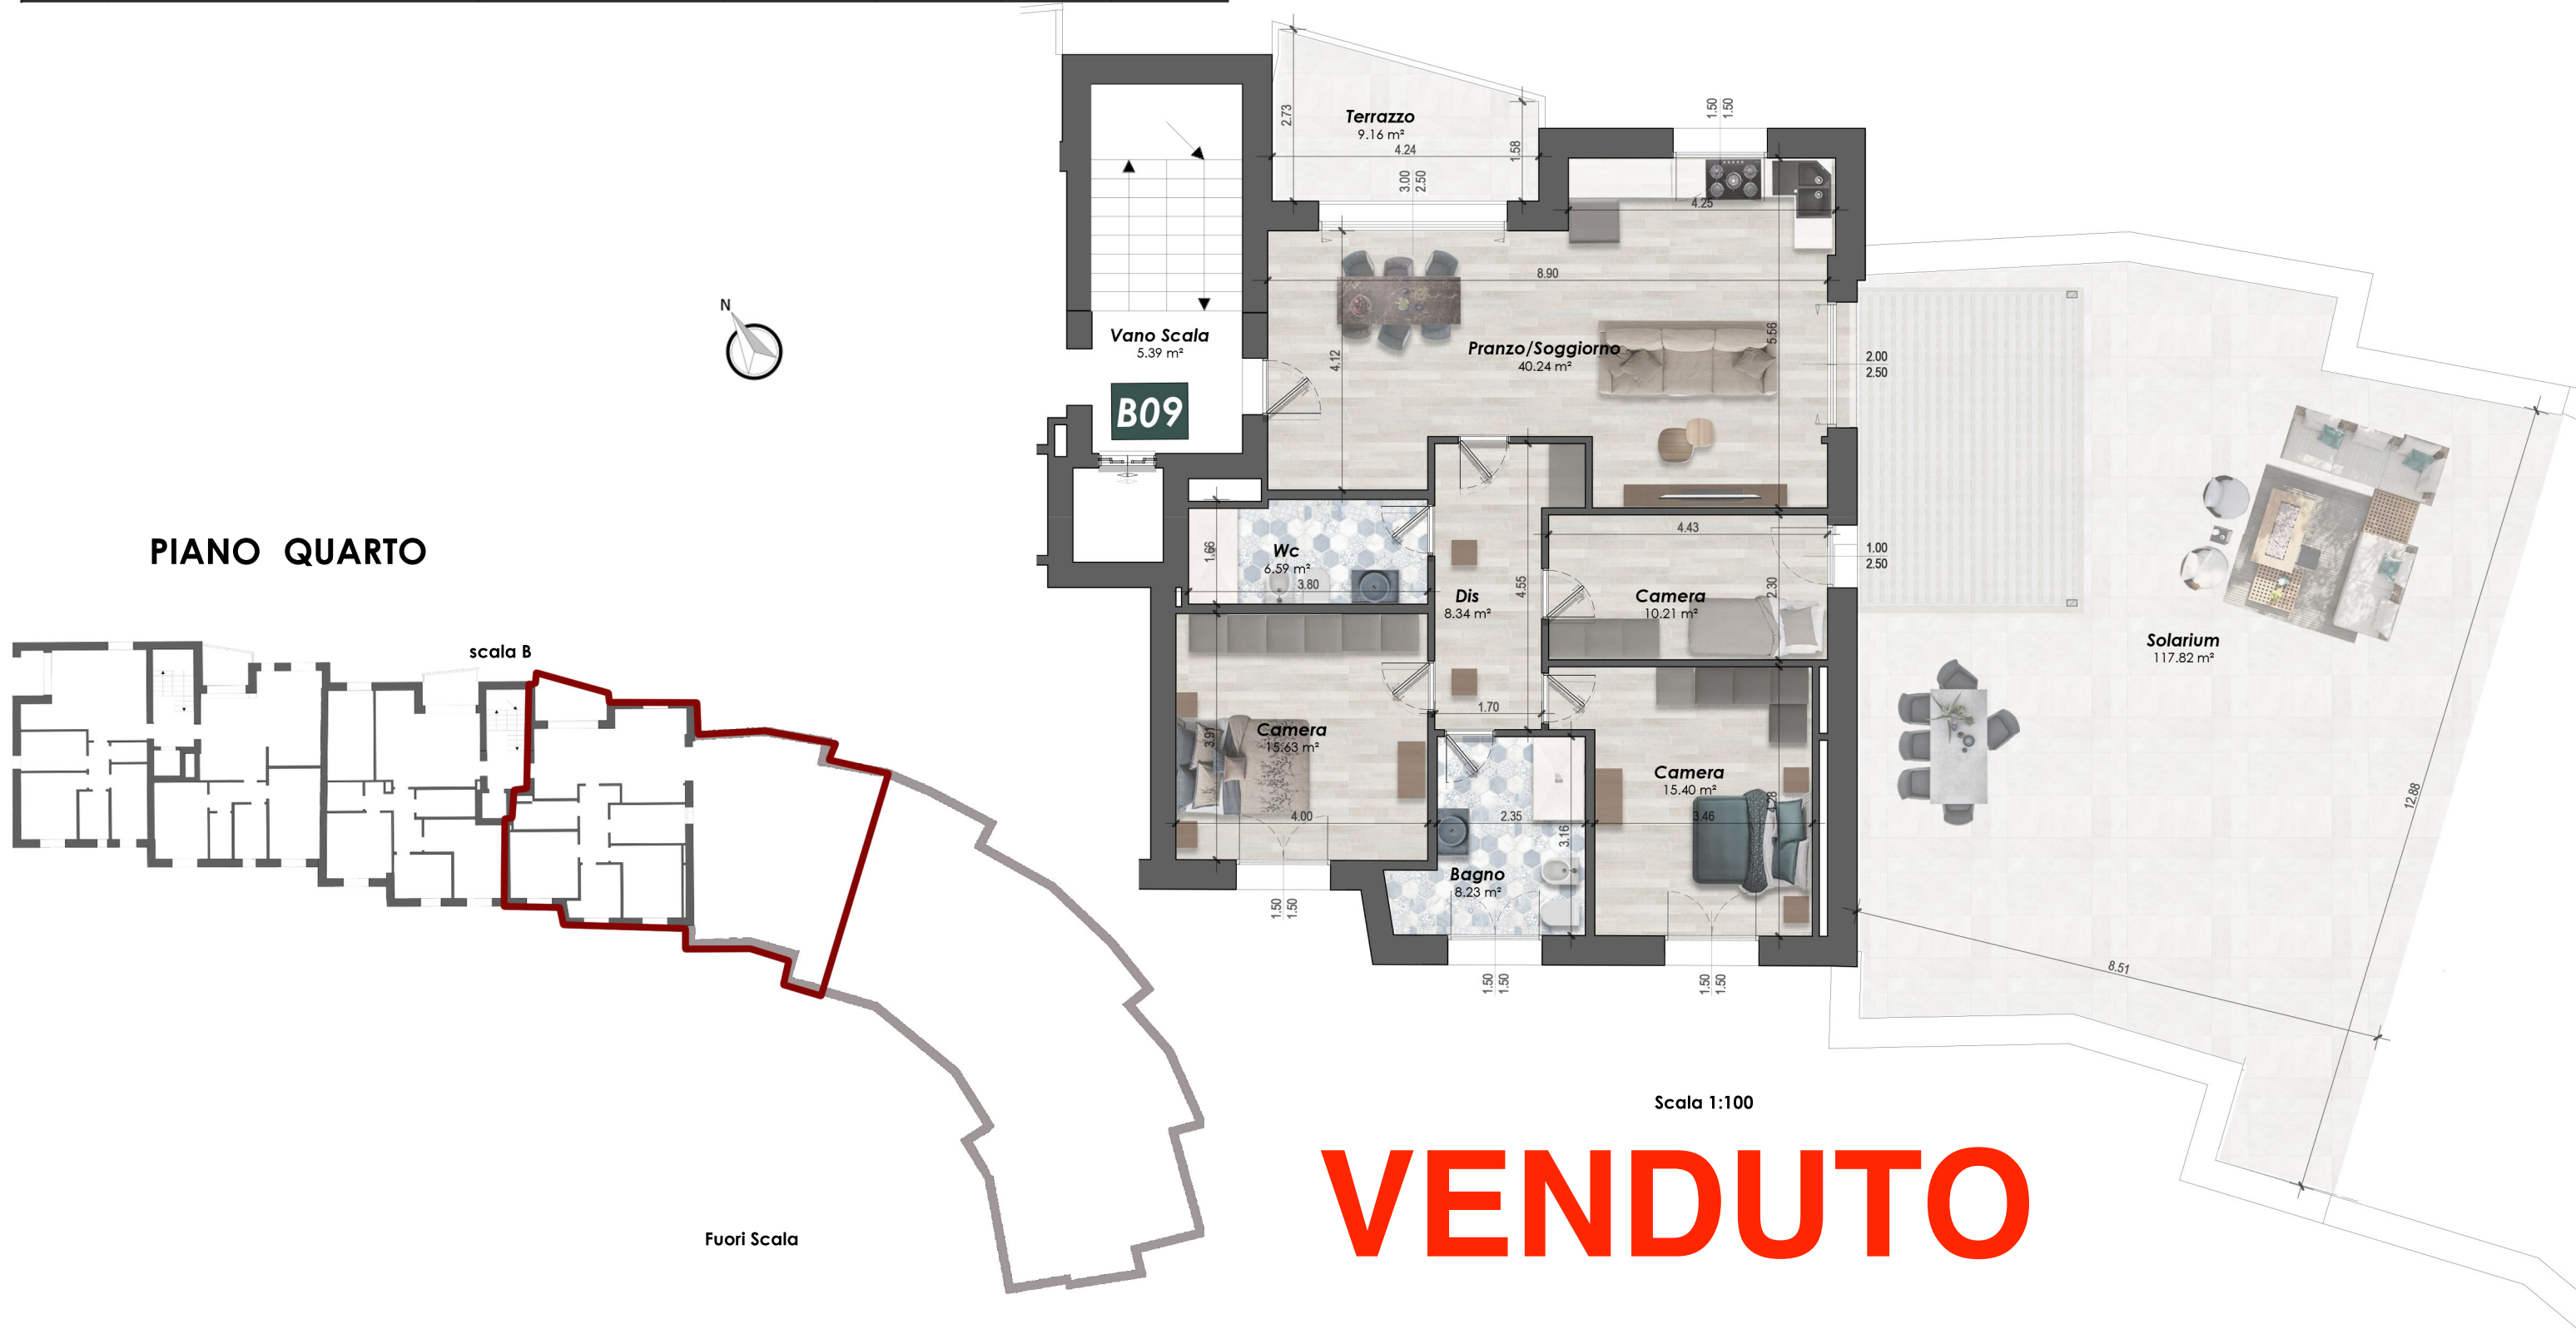 2.73
Terrazzo
9.16 m²
4.24
1.58
3.00
2.50
1.50
1.50
4.25
8.90
Vano Scala
5.39 m²
B09
4.12
Pranzo/Soggiorno
40.24 m²
5.56
2.00
2.50
N
PIANO QUARTO
Wc
6.59 m²
1.66
3.80
Dis
8.34 m²
4.55
1.70
4.43
Camera
10.21 m²
2.30
1.00
2.50
Solarium
117.82 m²
scala B
Camera
15.63 m²
3.91
4.00
Camera
15.40 m²
4.28
3.46
2.35
3.16
Bagno
8.23 m²
12.88
8.51
1.50
1.50
1.50
1.50
1.50
1.50
Scala 1:100
VENDUTO
Fuori Scala